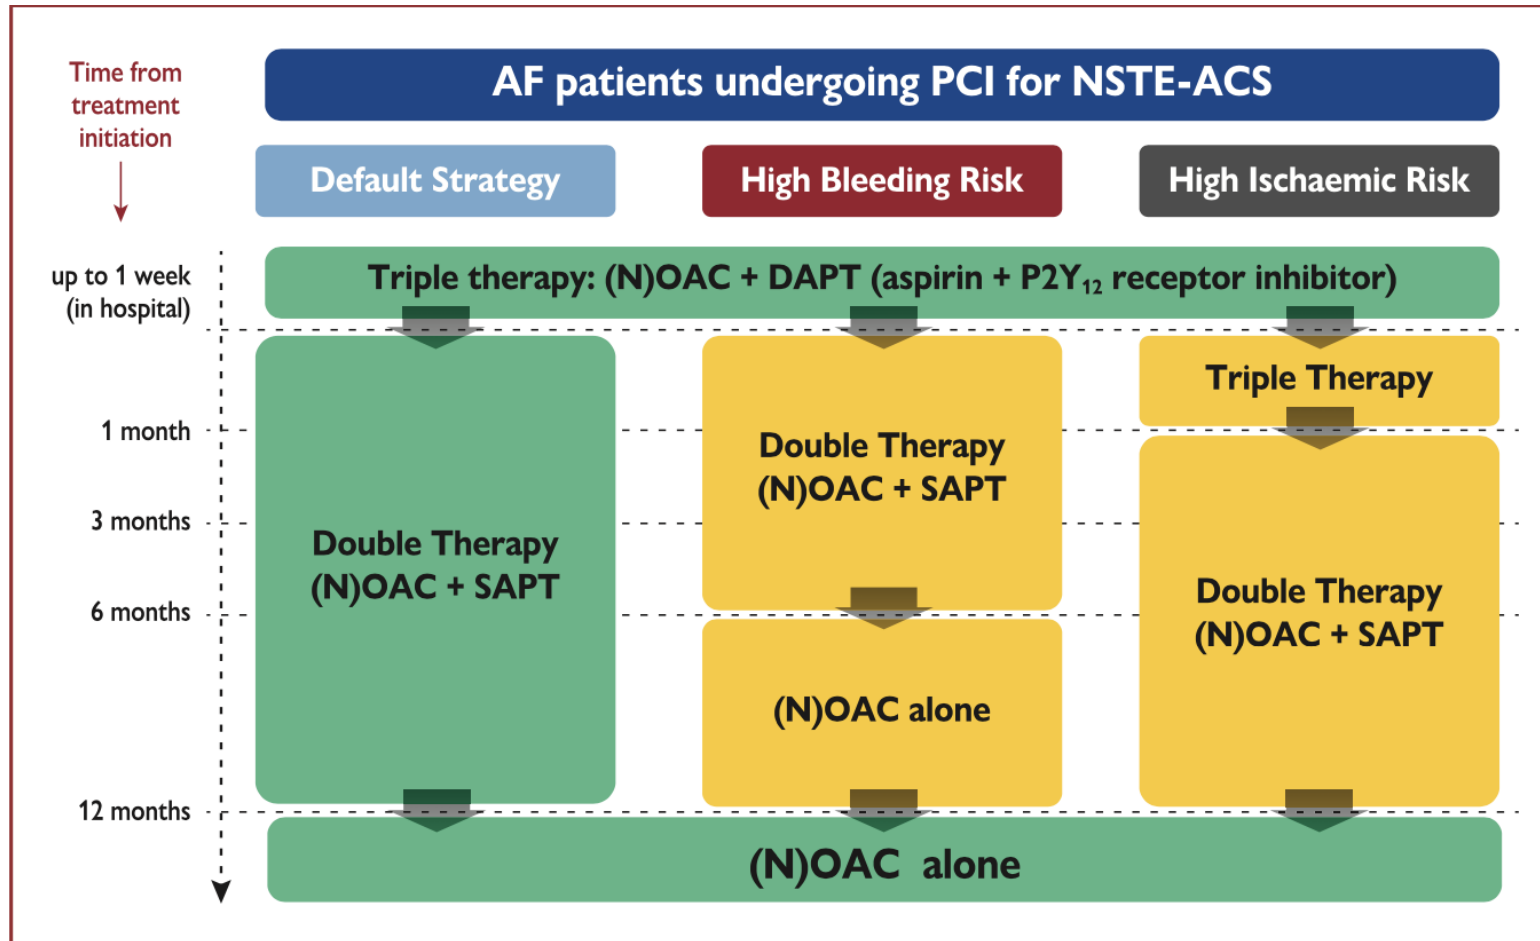 Time from
treatment
initiation
AF patients undergoing PCI for NSTE-ACS
Default Strategy
High Bleeding Risk
High Ischaemic Risk
up to 1 week
(in hospital)
Triple therapy: (N)OAC + DAPT (aspirin + P2Y₁₂ receptor inhibitor)
Triple Therapy
1 month
Double Therapy
(N)OAC + SAPT
3 months
Double Therapy
(N)OAC + SAPT
Double Therapy
(N)OAC + SAPT
6 months
(N)OAC alone
12 months
(N)OAC alone